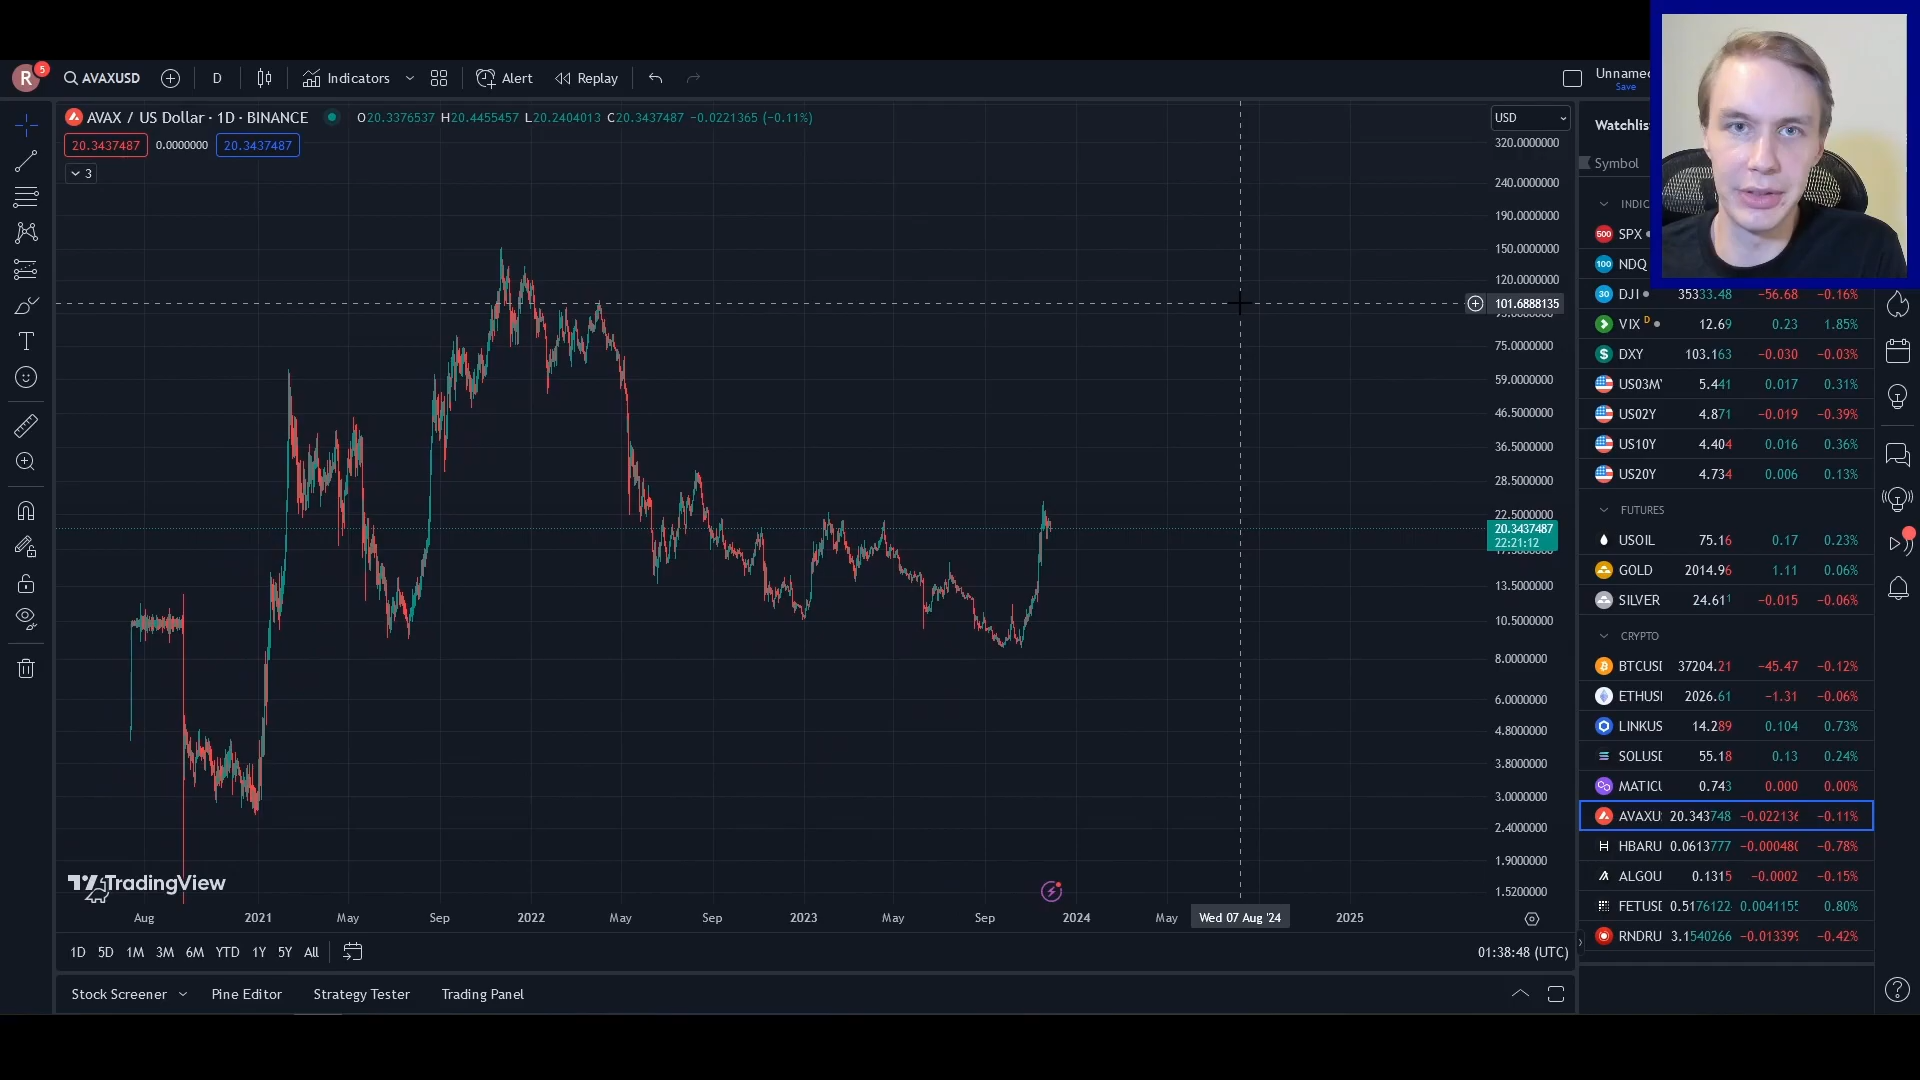 R
5
AVAXUSD
D
Indicators
Alert
Replay
Unnamed
Save
AVAX / US Dollar · 1D · BINANCE
O20.3376537 H20.4455457 L20.2404013 C20.3437487 −0.0221365 (−0.11%)
20.3437487
0.0000000
20.3437487
3
USD
320.0000000
240.0000000
190.0000000
150.0000000
120.0000000
101.6888135
75.0000000
59.0000000
46.5000000
36.5000000
28.5000000
22.5000000
20.3437487
22:21:12
13.5000000
10.5000000
8.0000000
6.0000000
4.8000000
3.8000000
3.0000000
2.4000000
1.9000000
1.5200000
TradingView
Aug
2021
May
Sep
2022
May
Sep
2023
May
Sep
2024
May
Wed 07 Aug '24
2025
1D 5D 1M 3M 6M YTD 1Y 5Y All
01:38:48 (UTC)
Stock Screener
Pine Editor
Strategy Tester
Trading Panel
Watchlis
Symbol
INDIC
500 SPX
100 NDQ
30 DJI 35333.48 −56.68 −0.16%
VIX D 12.69 0.23 1.85%
DXY 103.163 −0.030 −0.03%
US03M 5.441 0.017 0.31%
US02Y 4.871 −0.019 −0.39%
US10Y 4.404 0.016 0.36%
US20Y 4.734 0.006 0.13%
FUTURES
USOIL 75.16 0.17 0.23%
GOLD 2014.96 1.11 0.06%
SILVER 24.611 −0.015 −0.06%
CRYPTO
BTCUSI 37204.21 −45.47 −0.12%
ETHUSI 2026.61 −1.31 −0.06%
LINKUS 14.289 0.104 0.73%
SOLUSI 55.18 0.13 0.24%
MATICU 0.743 0.000 0.00%
AVAXU 20.343748 −0.022136 −0.11%
HBARU 0.0613777 −0.000480 −0.78%
ALGOU 0.1315 −0.0002 −0.15%
FETUSI 0.5176122 0.0041155 0.80%
RNDRU 3.1540266 −0.013399 −0.42%